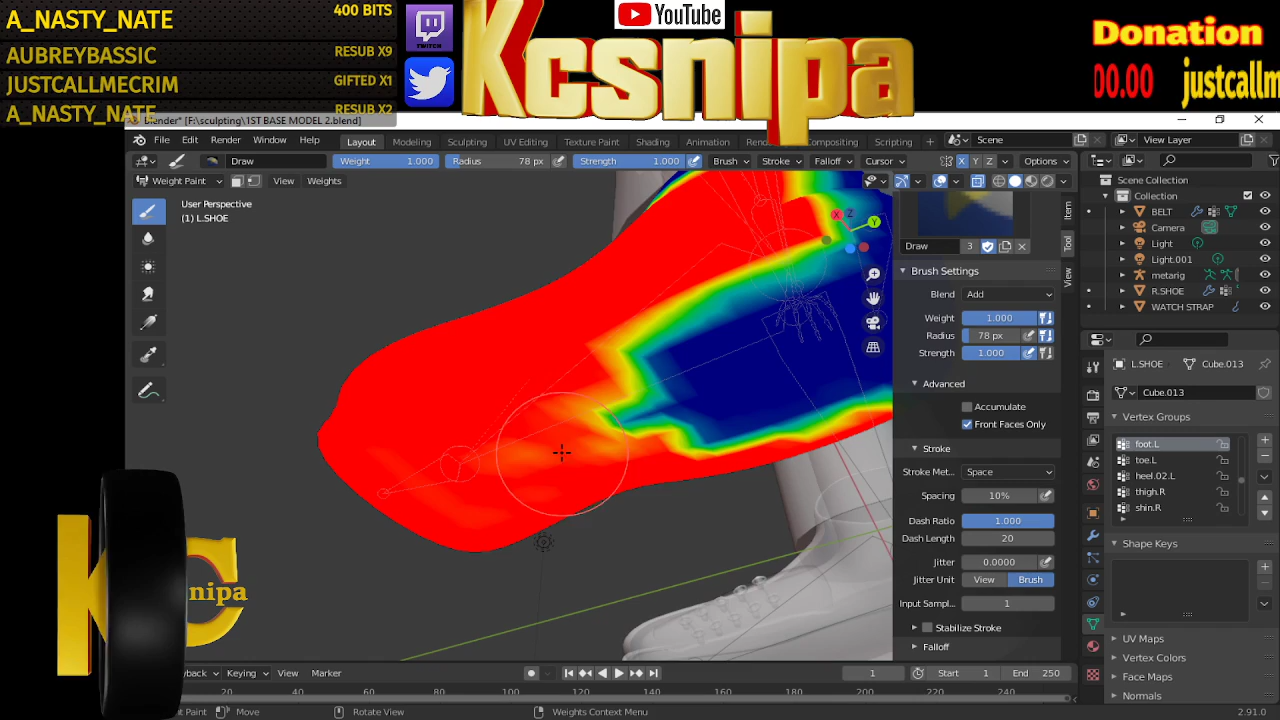 A_NASTY_NATE 400 BITS
AUBREYBASSIC RESUB X9
JUSTCALLMECRIM GIFTED X1
A_NASTY_NATE RESUB X2
TWITCH
YouTube
Kcsnipa
Donation
00.00 justcallm
Blender* [F:\sculpting\1ST BASE MODEL 2.blend]
File Edit Render Window Help Layout Modeling Sculpting UV Editing Texture Paint Shading Animation Compositing Scripting + Scene View Layer
Draw Weight 1.000 Radius 78 px Strength 1.000 Brush Stroke Falloff Cursor X Y Z Options
Weight Paint View Weights
User Perspective
(1) L.SHOE
X Y Z
Item
Tool
View
Draw 3
Brush Settings
Blend Add
Weight 1.000
Radius 78 px
Strength 1.000
Advanced
Accumulate
Front Faces Only
Stroke
Stroke Met... Space
Spacing 10%
Dash Ratio 1.000
Dash Length 20
Jitter 0.0000
Jitter Unit View Brush
Input Sampl... 1
Stabilize Stroke
Falloff
Scene Collection
Collection
BELT
Camera
Light
Light.001
metarig
R.SHOE
WATCH STRAP
L.SHOE Cube.013
Cube.013
Vertex Groups
foot.L
toe.L
heel.02.L
thigh.R
shin.R
Shape Keys
UV Maps
Vertex Colors
Face Maps
Normals
KC
nipa
yback Keying View Marker 1 Start 1 End 250
20 40 60 80 100 120 140 160 180 200 220 240
Paint Move Rotate View Weights Context Menu 2.91.0